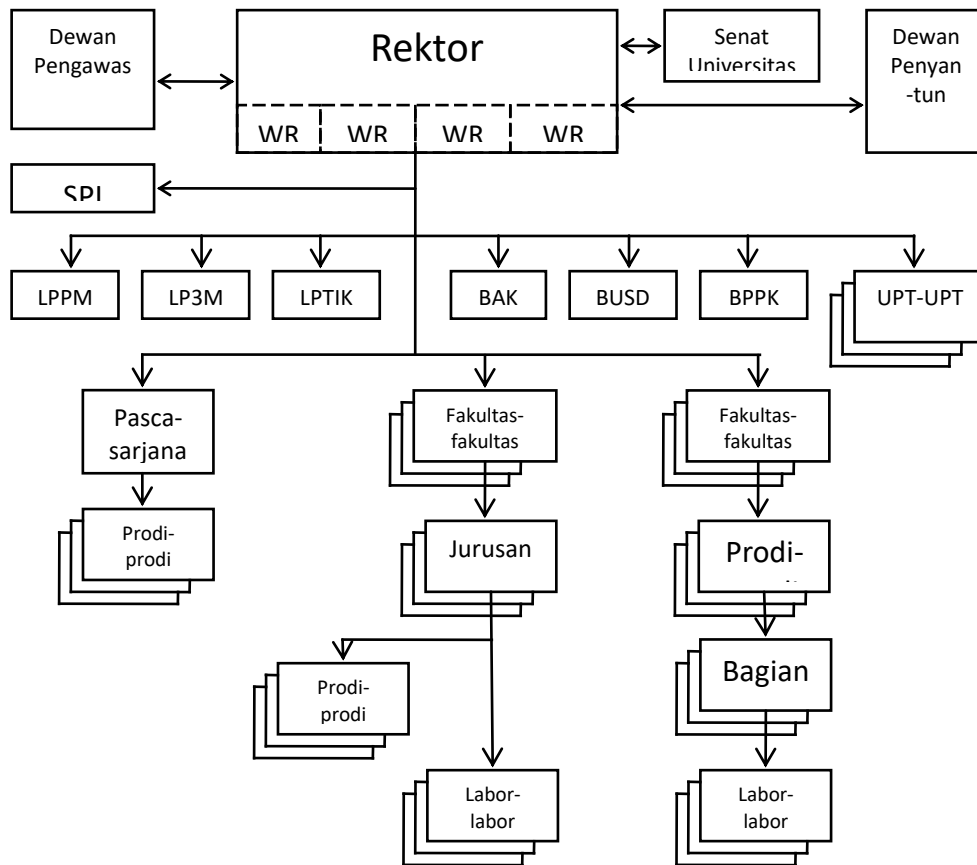 Dewan
Pengawas
Rektor
Senat
Universitas
Dewan
Penyan
-tun
WR
WR
WR
WR
SPI
LPPM
LP3M
LPTIK
BAK
BUSD
BPPK
UPT-UPT
Pasca-
sarjana
Fakultas-
fakultas
Fakultas-
fakultas
Prodi-
prodi
Jurusan
Prodi-
Prodi-
prodi
Bagian
Labor-
labor
Labor-
labor